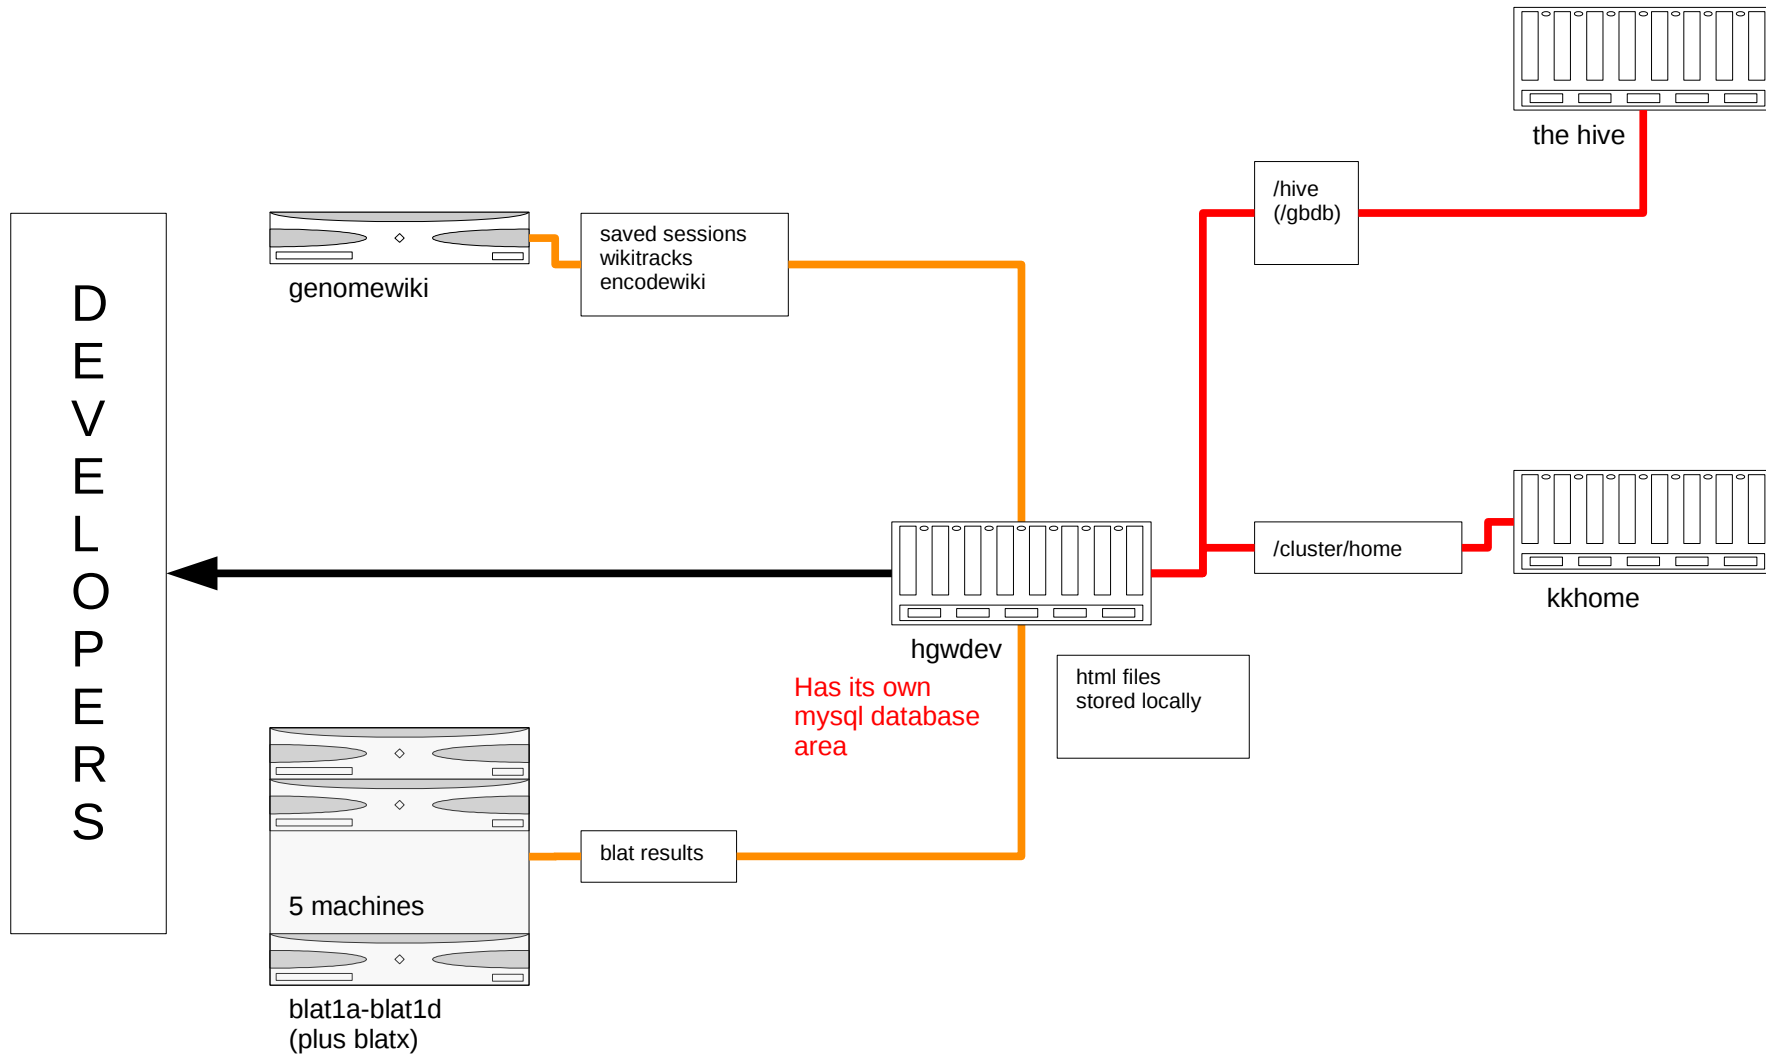 the hive
/hive
(/gbdb)
saved sessions
wikitracks
encodewiki
genomewiki
D
E
V
E
L
O
P
E
R
S
/cluster/home
kkhome
hgwdev
Has its own
mysql database
area
html files
stored locally
blat results
5 machines
blat1a-blat1d
(plus blatx)